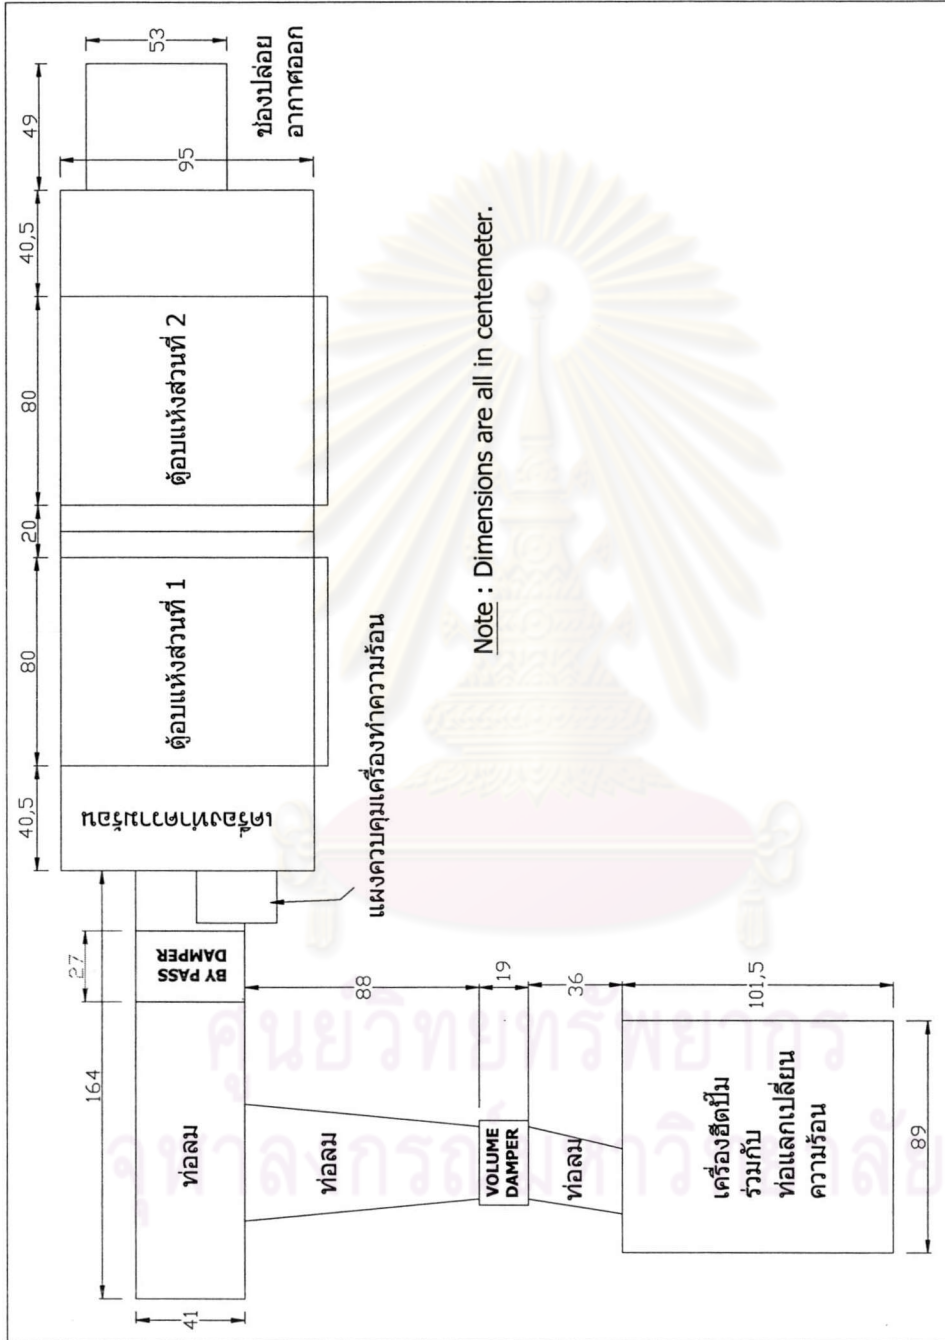 41
164
27
40,5
80
20
80
40,5
49
53
95
ช่องปล่อย
อากาศออก
ท่อลม
BY PASS
DAMPER
เครื่องทำความร้อน
ตู้อบแห้งส่วนที่ 1
ตู้อบแห้งส่วนที่ 2
แผงควบคุมเครื่องทำความร้อน
ท่อลม
88
VOLUME
DAMPER
19
ท่อลม
36
เครื่องฮีตปั๊ม
ร่วมกับ
ท่อแลกเปลี่ยน
ความร้อน
101,5
89
Note : Dimensions are all in centemeter.
ศูนย์วิทยทรัพยากร
จุฬาลงกรณ์มหาวิทยาลัย